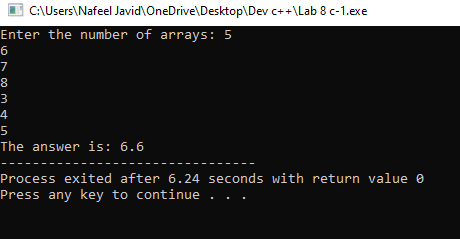 C:\Users\Nafeel Javid\OneDrive\Desktop\Dev c++\Lab 8 c-1.exe
Enter the number of arrays: 5
6
7
8
3
4
5
The answer is: 6.6
--------------------------------
Process exited after 6.24 seconds with return value 0
Press any key to continue . . .